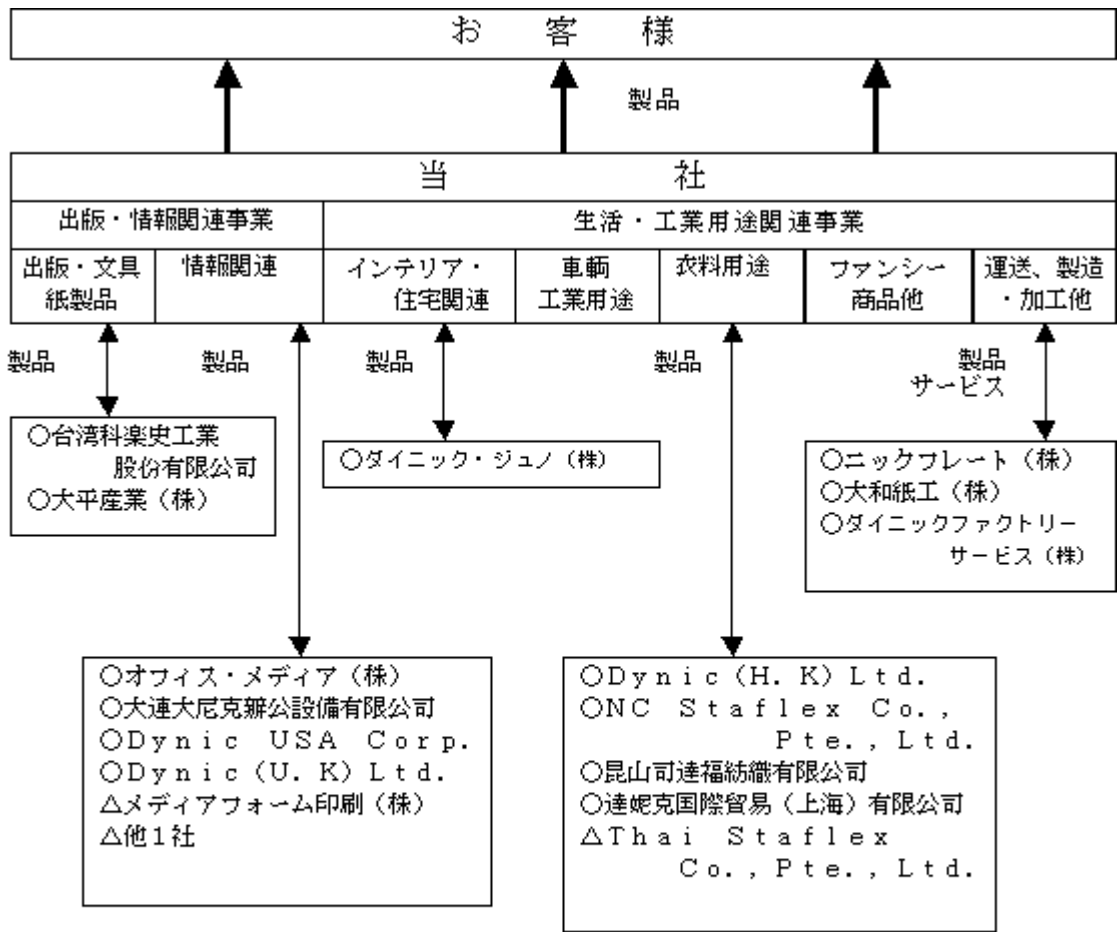 お客様
製品
当社
出版・情報関連事業
生活・工業用途関連事業
出版・文具
紙製品
情報関連
インテリア・
住宅関連
車輌
工業用途
衣料用途
ファンシー
商品他
運送、製造
・加工他
製品
製品
製品
製品
製品
サービス
○台湾科楽史工業
股份有限公司
○大平産業（株）
○ダイニック・ジュノ（株）
○ニックフレート（株）
○大和紙工（株）
○ダイニックファクトリー
サービス（株）
○オフィス・メディア（株）
○大連大尼克辦公設備有限公司
○Dynic USA Corp.
○Dynic(U.K)Ltd.
△メディアフォーム印刷（株）
△他1社
○Dynic(H.K)Ltd.
○NC Staflex Co.,
Pte.,Ltd.
○昆山司達福紡織有限公司
○達妮克国際貿易（上海）有限公司
△Thai Staflex
Co.,Pte.,Ltd.